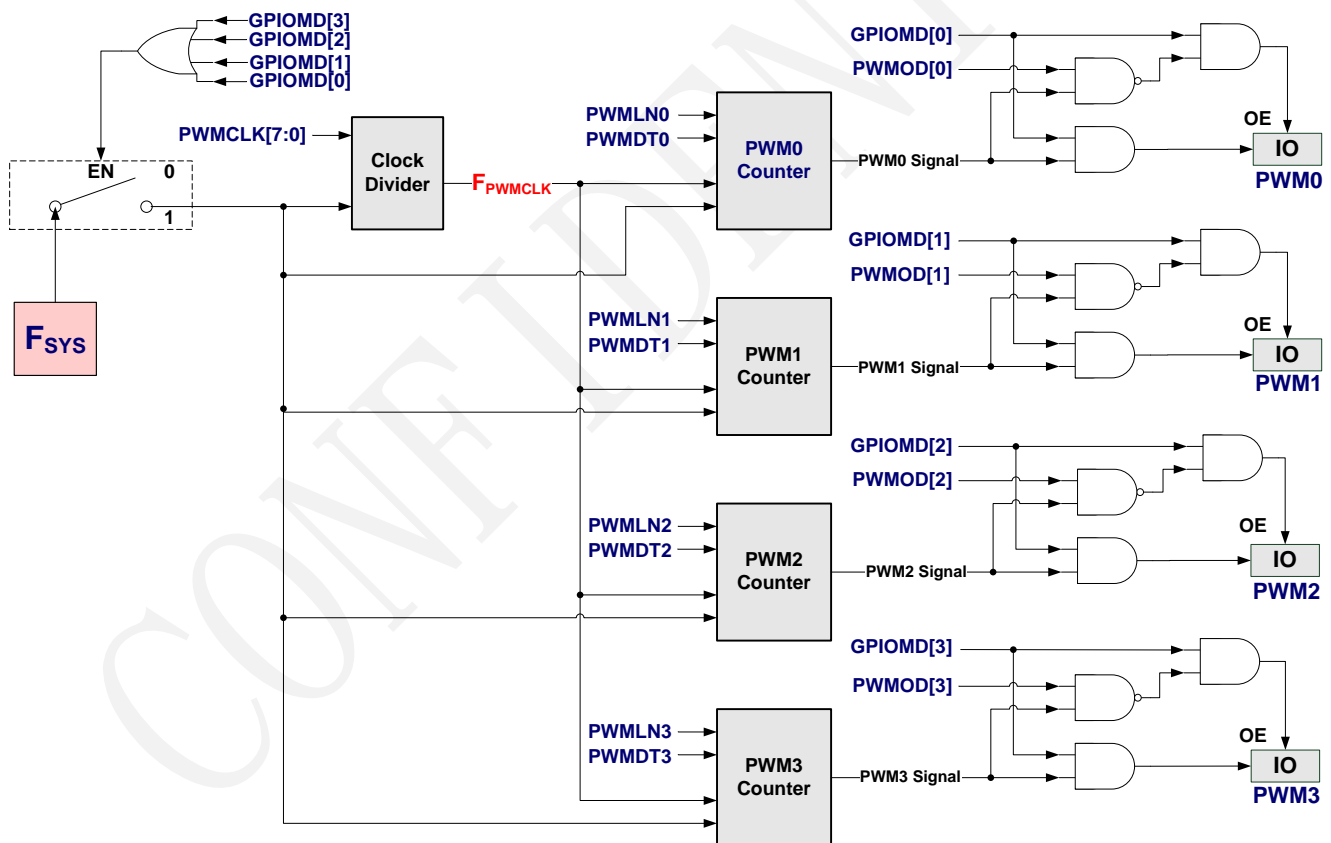 GPIOMD[3]
GPIOMD[2]
GPIOMD[1]
GPIOMD[0]
PWMCLK[7:0]
EN 0
1
FSYS
Clock
Divider
FPWMCLK
PWMLN0
PWMDT0
PWM0
Counter
PWM0 Signal
GPIOMD[0]
PWMOD[0]
OE
IO
PWM0
PWMLN1
PWMDT1
PWM1
Counter
PWM1 Signal
GPIOMD[1]
PWMOD[1]
OE
IO
PWM1
PWMLN2
PWMDT2
PWM2
Counter
PWM2 Signal
GPIOMD[2]
PWMOD[2]
OE
IO
PWM2
PWMLN3
PWMDT3
PWM3
Counter
PWM3 Signal
GPIOMD[3]
PWMOD[3]
OE
IO
PWM3
CONFIDENT